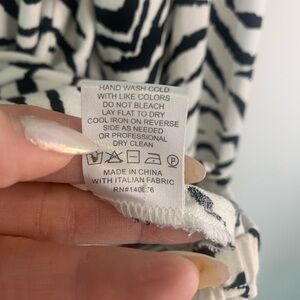 HAND WASH COLD
WITH LIKE COLORS
DO NOT BLEACH
LAY FLAT TO DRY
COOL IRON ON REVERSE
SIDE AS NEEDED
OR PROFESSIONAL
DRY CLEAN
P
MADE IN CHINA
WITH ITALIAN FABRIC